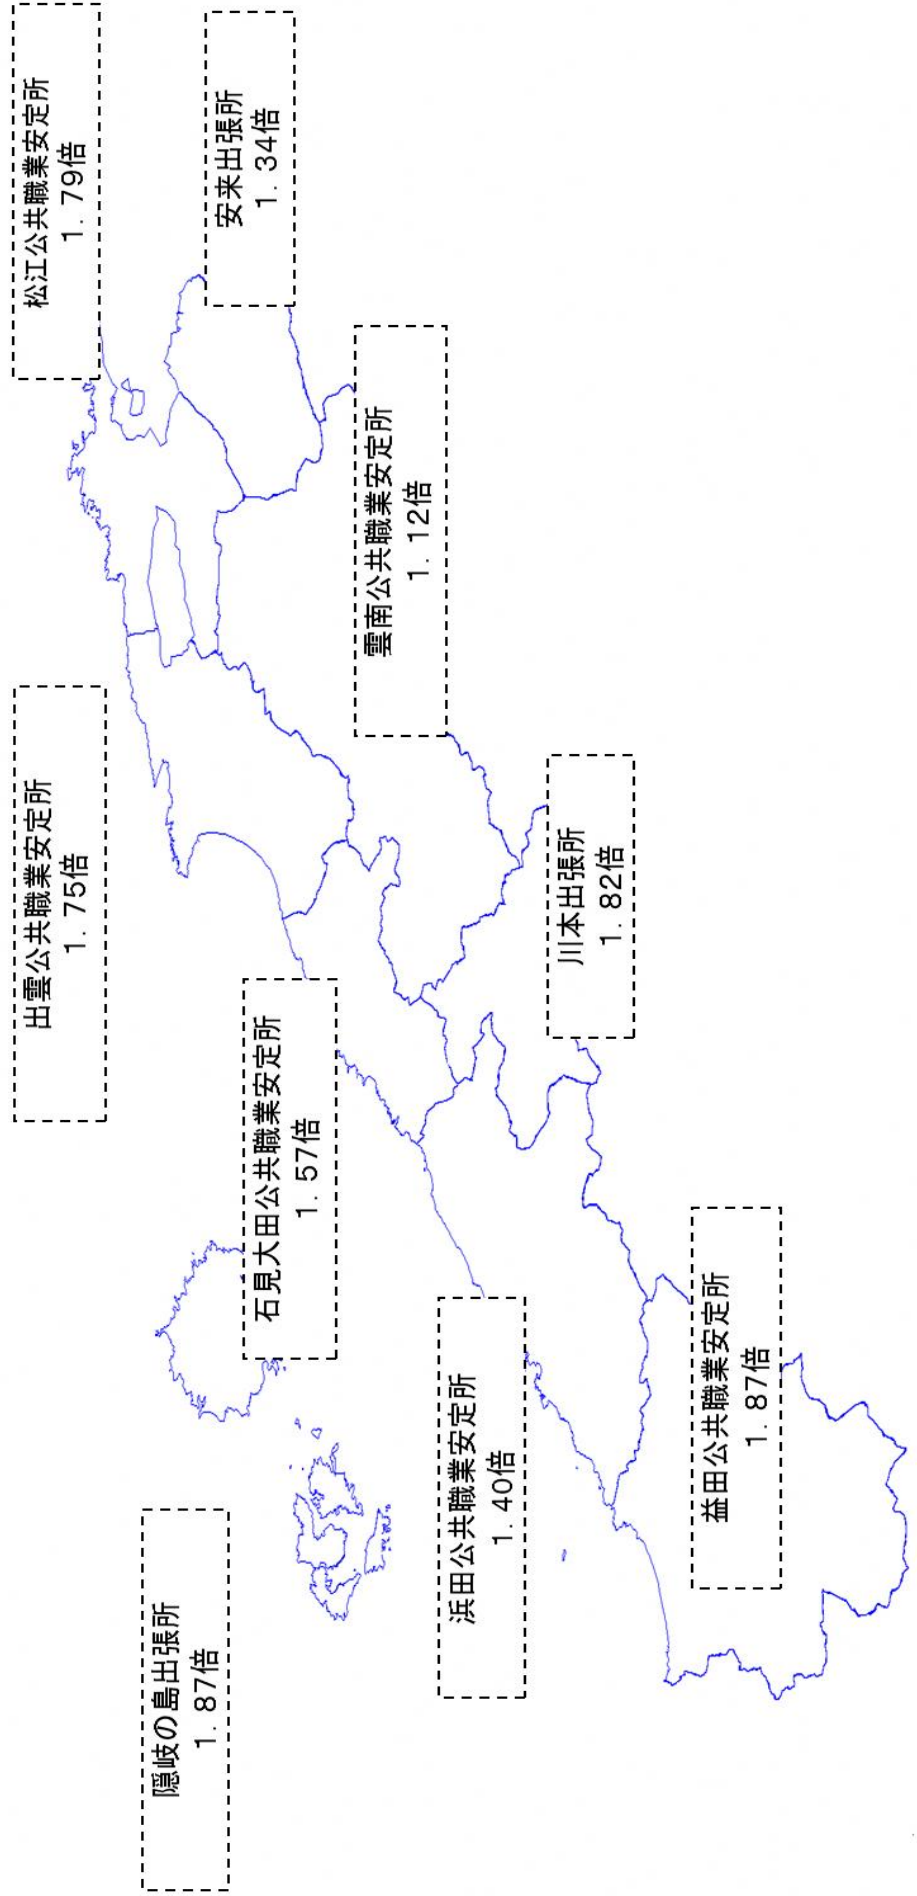 隠岐の島出張所
1．87倍
出雲公共職業安定所
1．75倍
松江公共職業安定所
1．79倍
安来出張所
1．34倍
石見大田公共職業安定所
1．57倍
雲南公共職業安定所
1．12倍
浜田公共職業安定所
1．40倍
川本出張所
1．82倍
益田公共職業安定所
1．87倍